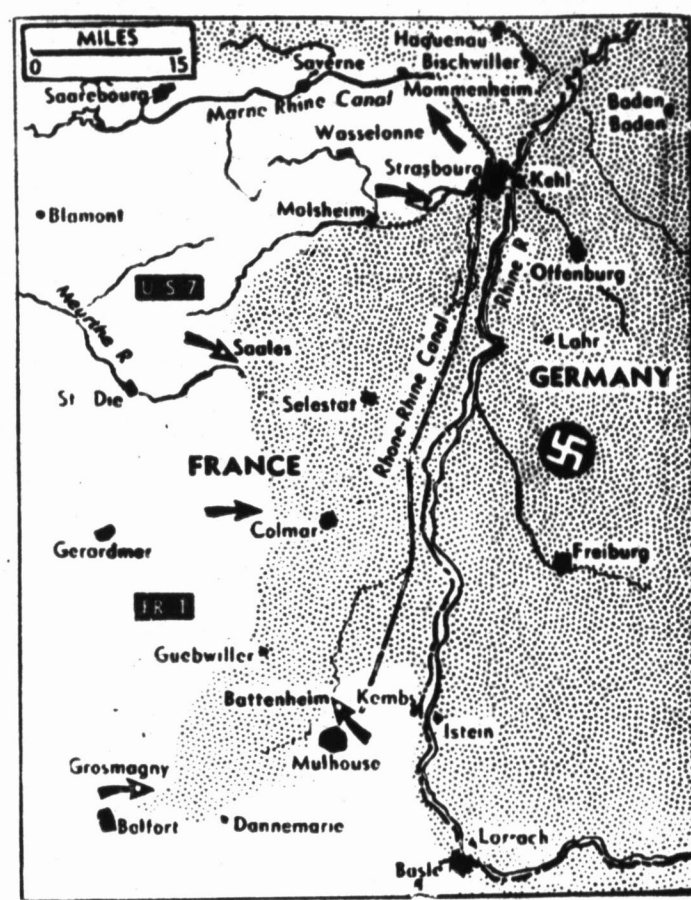 MILES
0 15
Haguenau
Saverne
Bischwiller
Saarebourg
Mommenheim
Marne Rhine Canal
Baden
Baden
Wasselonne
Strasbourg
Kehl
Molsheim
Blamont
Rhine R
Offenburg
U S 7
Meurthe R
Saales
Lahr
Rhone-Rhine Canal
GERMANY
St Die
Selestat
FRANCE
Colmar
Gerardmer
Freiburg
FR 1
Guebwiller
Battenheim
Kembs
Istein
Mulhouse
Grosmagny
Belfort
Dannemarie
Lorrach
Basle